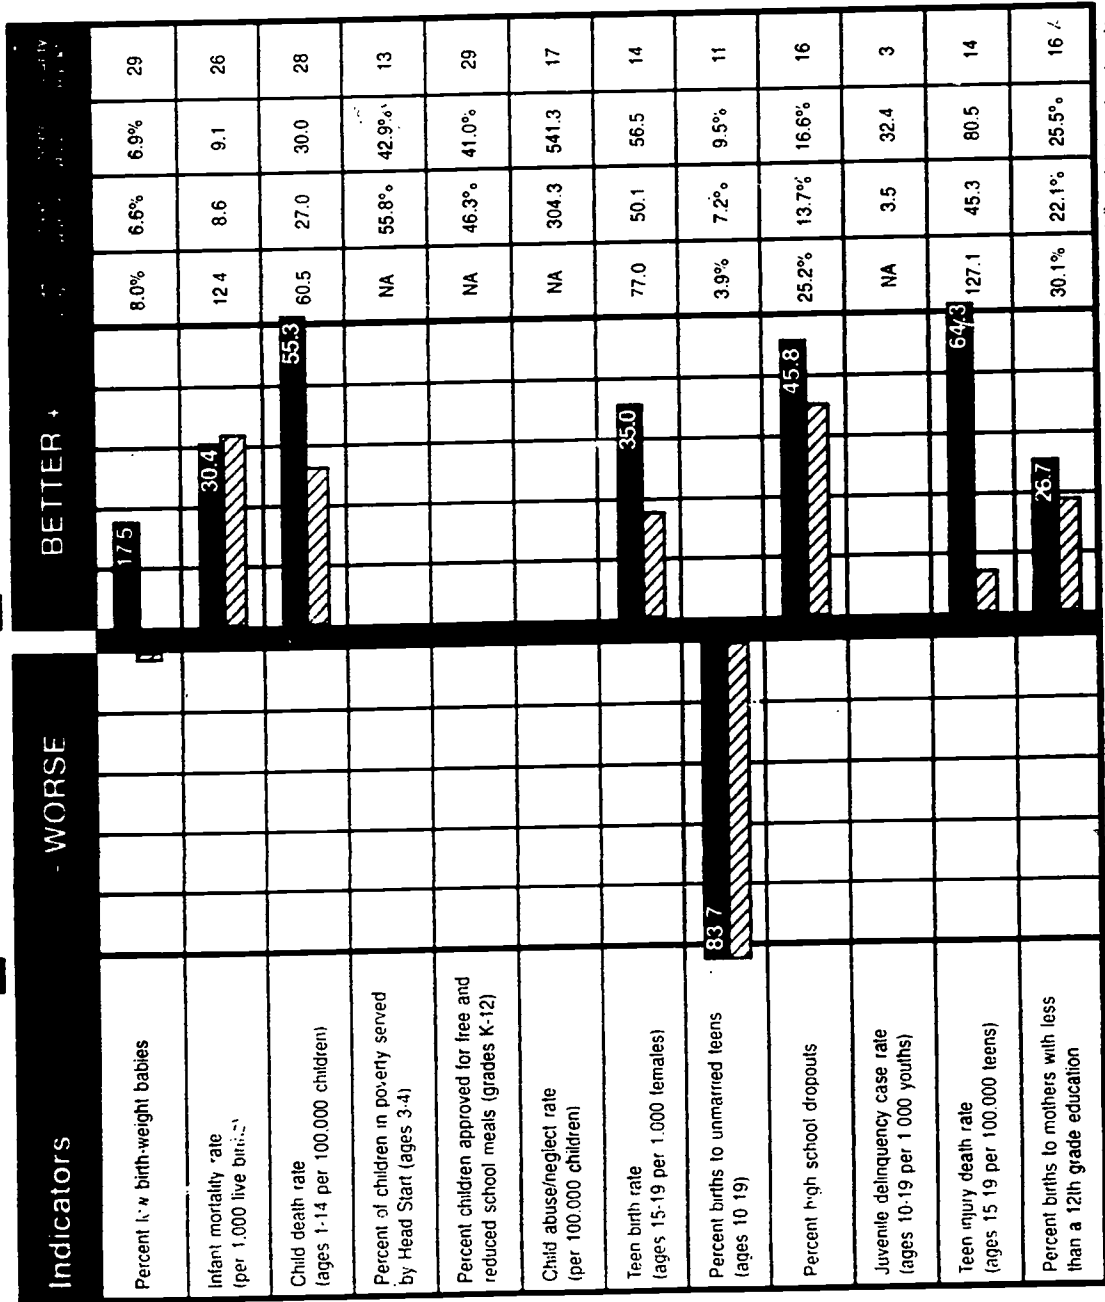 Indicators
- WORSE
BETTER +
Percent birth-weight babies
17 5
8.0%
6.6%
6.9%
29
Infant mortality rate
(per 1,000 live
30.4
12 4
8.6
9.1
26
Child death rate
(ages 1-14 per 100,000 children)
55.3
60.5
27.0
30.0
28
Percent of children in poverty served
by Head Start (ages 3-4)
NA
55.8%
42.9%
13
Percent children approved for free and
reduced school meals (grades K-12)
NA
46.3%
41.0%
29
Child abuse/neglect rate
(per 100,000 children)
NA
304.3
541.3
17
Teen birth rate
(ages 15-19 per 1,000 females)
35.0
77.0
50.1
56.5
14
Percent births to unmarried teens
(ages 10 19)
83 7
3.9%
7.2%
9.5%
11
Percent high school dropouts
45.8
25.2%
13.7%
16.6%
16
Juvenile delinquency case rate
(ages 10-19 per 1 000 youths)
NA
3.5
32.4
3
Teen injury death rate
(ages 15 19 per 100,000 teens)
64.3
127.1
45.3
80.5
14
Percent births to mothers with less
than a 12th grade education
26.7
30.1%
22.1%
25.5%
16